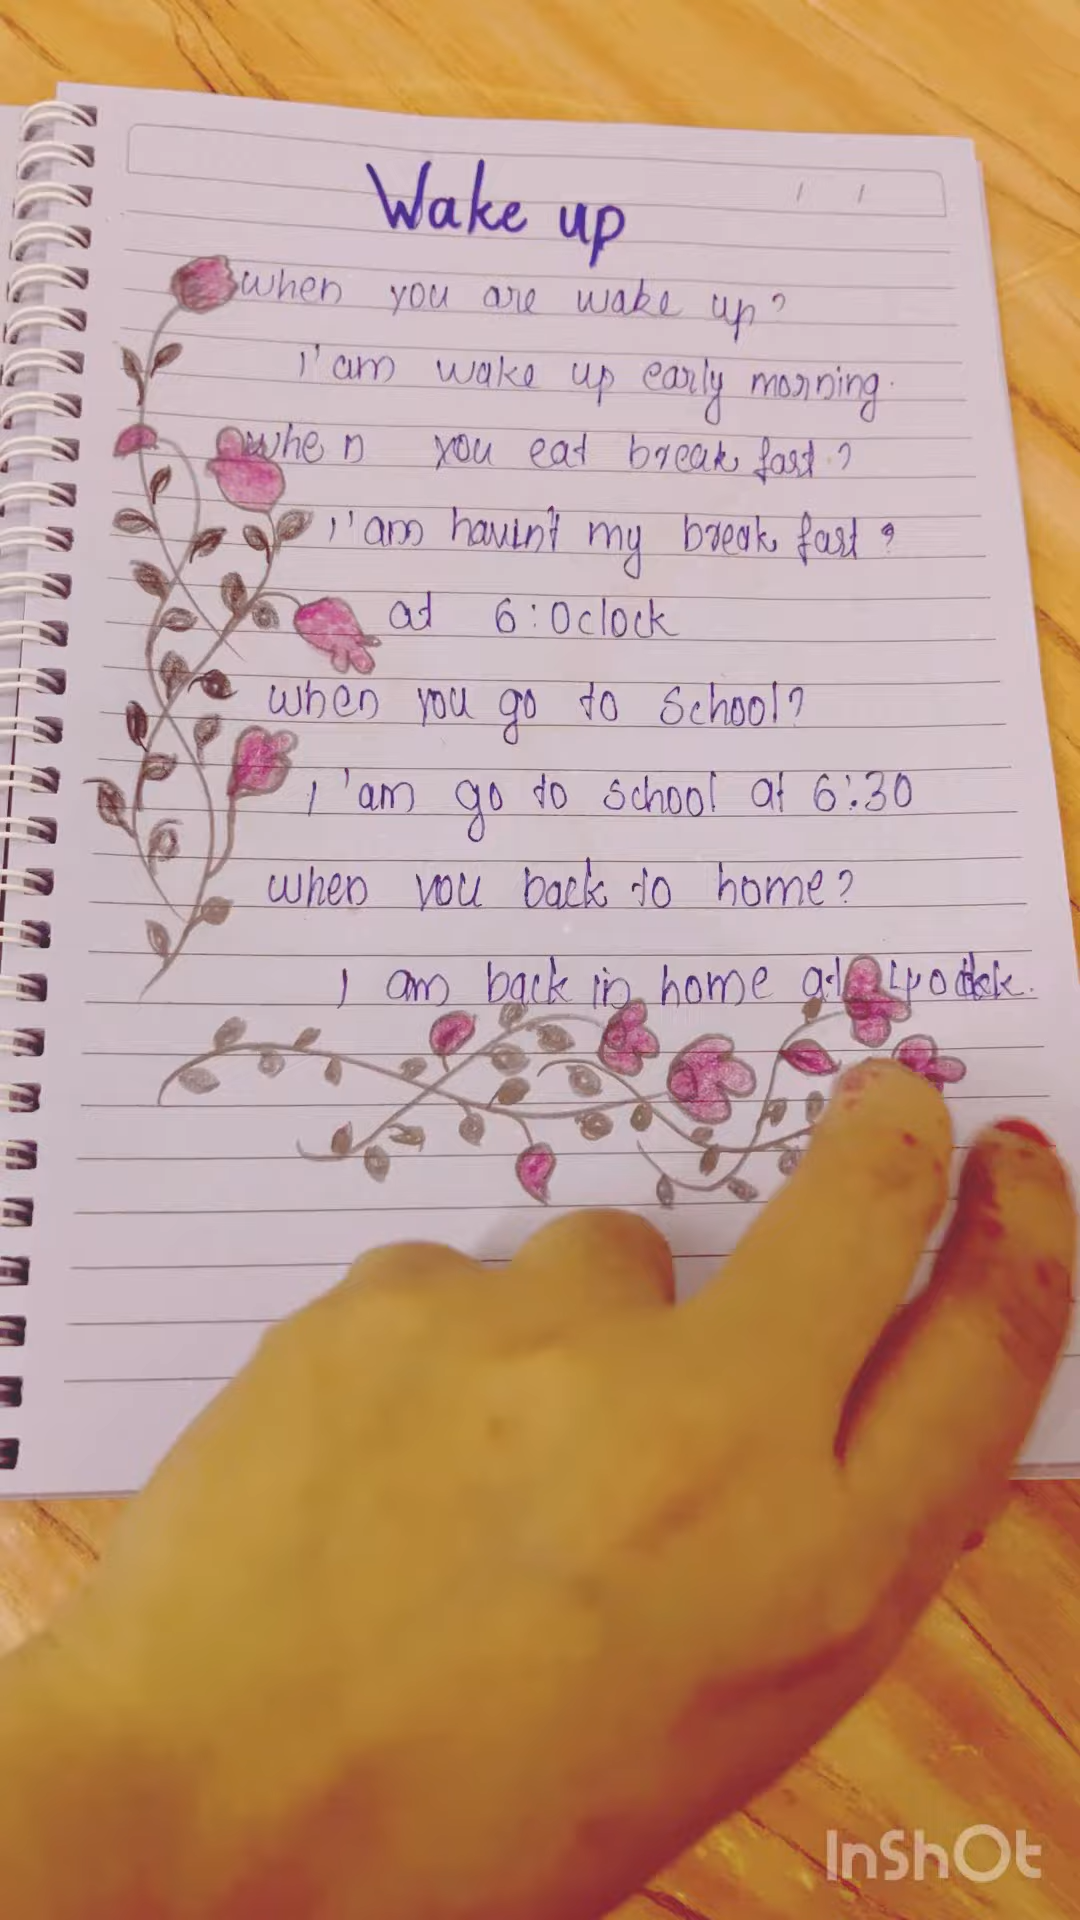 Wake up
when you are wake up?
I'am wake up early morning.
when you eat break fast?
I'am havin't my break fast ?
at 6:Oclock
when you go to school?
I'am go to school at 6:30
when you back to home?
I am back in home at
InShOt